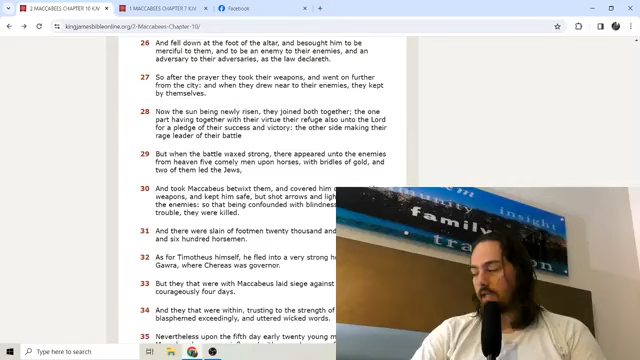 2 MACCABEES CHAPTER 10 KJV
1 MACCABEES CHAPTER 7 KJV
Facebook
kingjamesbibleonline.org/2-Maccabees-Chapter-10/
26 And fell down at the foot of the altar, and besought him to be
merciful to them, and to be an enemy to their enemies, and an
adversary to their adversaries, as the law declareth.
27 So after the prayer they took their weapons, and went on further
from the city: and when they drew near to their enemies, they kept
by themselves.
28 Now the sun being newly risen, they joined both together; the one
part having together with their virtue their refuge also unto the Lord
for a pledge of their success and victory: the other side making their
rage leader of their battle
29 But when the battle waxed strong, there appeared unto the enemies
from heaven five comely men upon horses, with bridles of gold, and
two of them led the Jews,
30 And took Maccabeus betwixt them, and covered him
weapons, and kept him safe, but shot arrows and
the enemies: so that being confounded with blindness
trouble, they were killed.
31 And there were slain of footmen twenty thousand and
and six hundred horsemen.
32 As for Timotheus himself, he fled into a very strong
Gawra, where Chereas was governor.
33 But they that were with Maccabeus laid siege against
courageously four days.
34 And they that were within, trusting to the strength of
blasphemed exceedingly, and uttered wicked words.
35 Nevertheless upon the fifth day early twenty young
community
insight
family
tradition
Type here to search